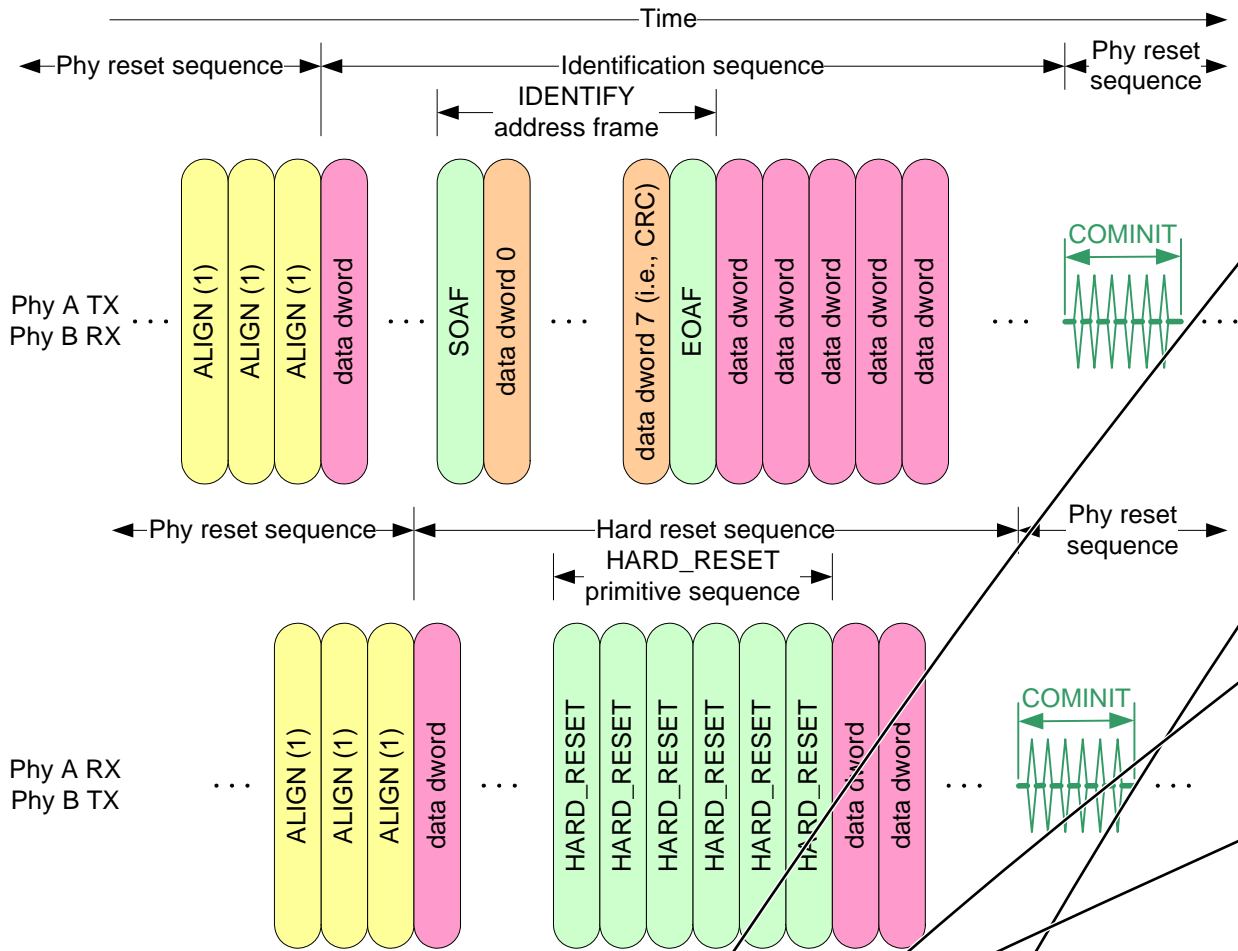 Time
Phy reset sequence
Identification sequence
Phy reset
sequence
IDENTIFY
address frame
Phy A TX
Phy B RX
. . .
ALIGN (1)
ALIGN (1)
ALIGN (1)
data dword
. . .
SOAF
data dword 0
. . .
data dword 7 (i.e., CRC)
EOAF
data dword
data dword
data dword
data dword
data dword
. . .
COMINIT
. . .
Phy reset sequence
Hard reset sequence
Phy reset
sequence
HARD_RESET
primitive sequence
Phy A RX
Phy B TX
. . .
ALIGN (1)
ALIGN (1)
ALIGN (1)
data dword
. . .
HARD_RESET
HARD_RESET
HARD_RESET
HARD_RESET
HARD_RESET
HARD_RESET
data dword
data dword
. . .
COMINIT
. . .